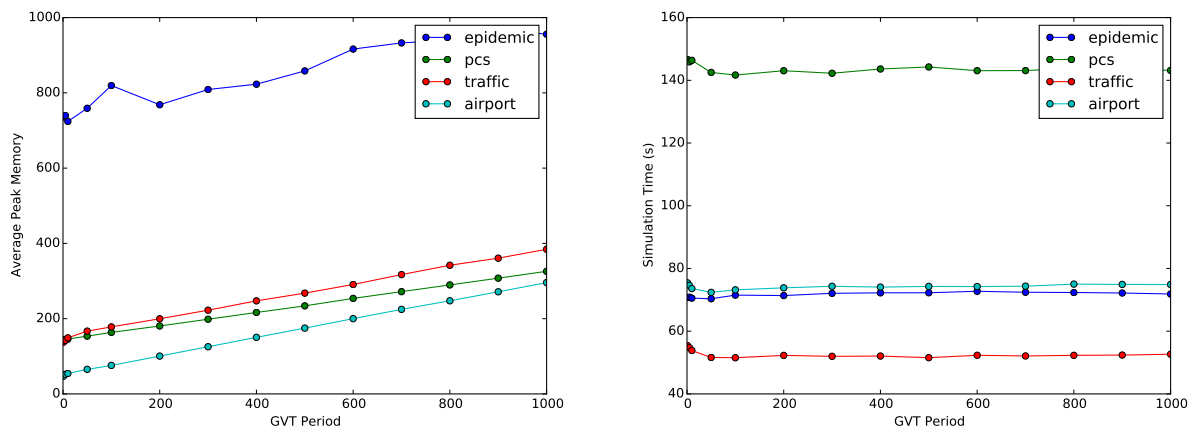 1000
800
600
400
200
0
Average Peak Memory
0 200 400 600 800 1000
GVT Period
epidemic
pcs
traffic
airport
160
140
120
100
80
60
40
Simulation Time (s)
0 200 400 600 800 1000
GVT Period
epidemic
pcs
traffic
airport